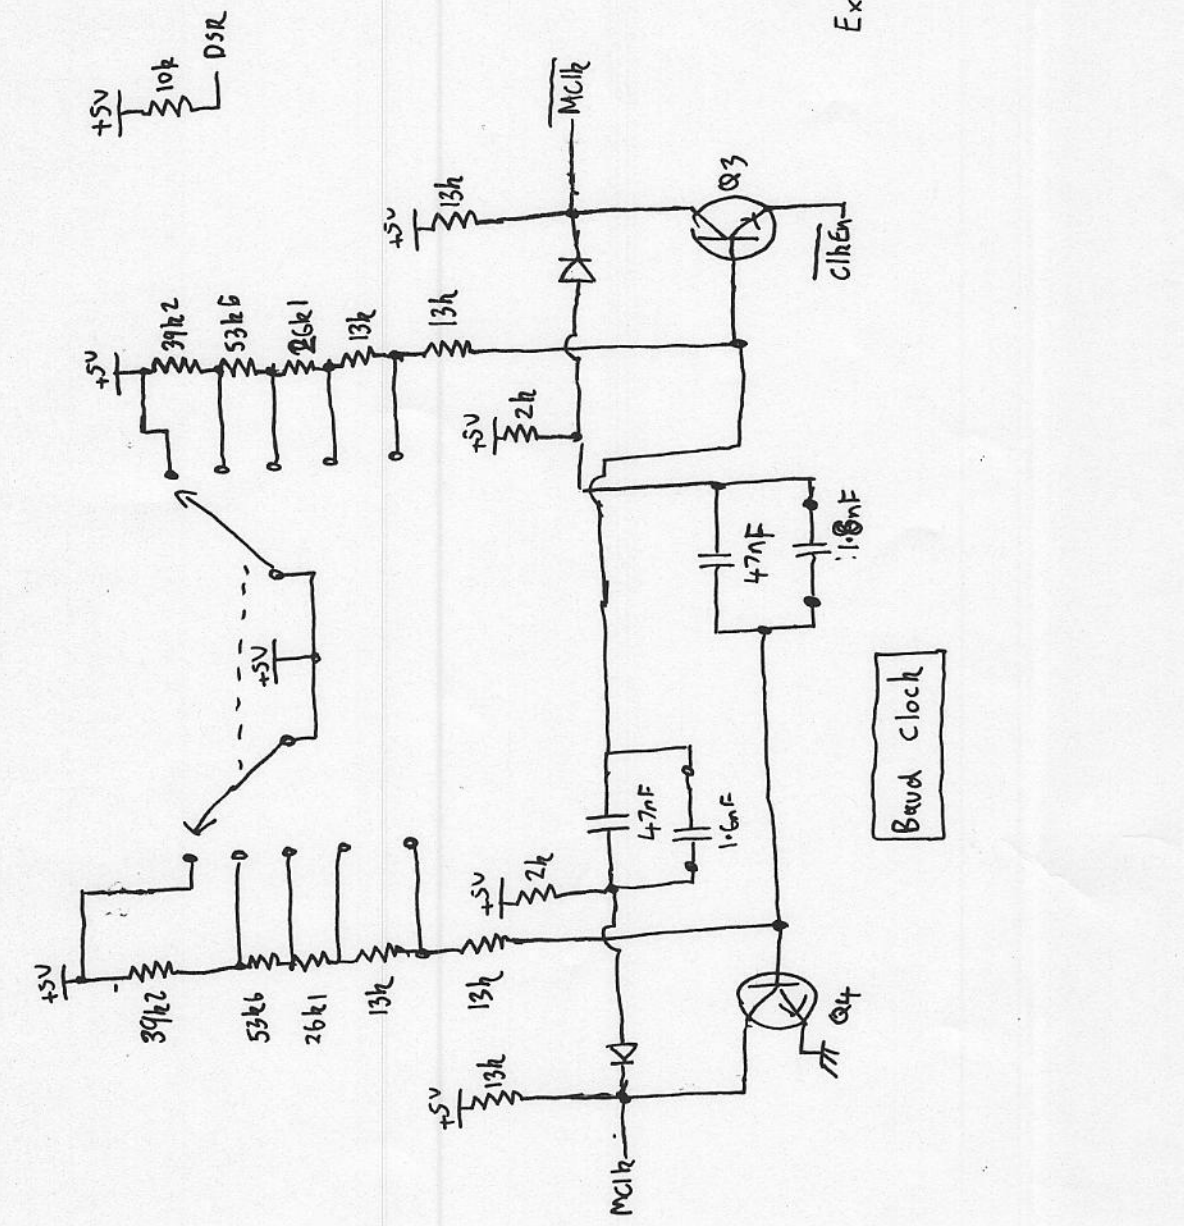 +5V
+5V
+5V
39k2
39k2
10k
DSR
53k6
53k6
+5V
26k1
26k1
13k
13k
+5V
+5V
13k
13k
13k
+5V
13k
+5V
2k
2k
MClk
MClk
47nF
1.6nF
47nF
1.8nF
Q3
ClkEn
Q4
Ex
Baud Clock